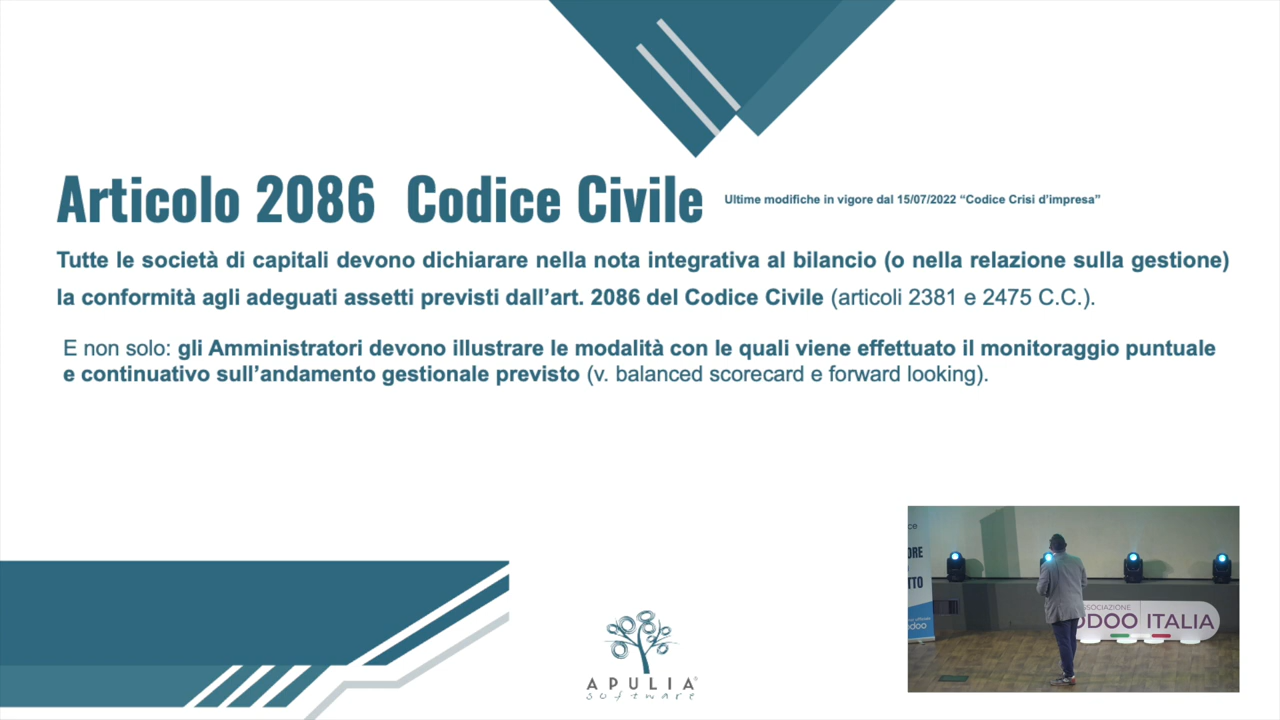 Articolo 2086 Codice Civile
Ultime modifiche in vigore dal 15/07/2022 “Codice Crisi d’impresa”
Tutte le società di capitali devono dichiarare nella nota integrativa al bilancio (o nella relazione sulla gestione)
la conformità agli adeguati assetti previsti dall’art. 2086 del Codice Civile (articoli 2381 e 2475 C.C.).
E non solo: gli Amministratori devono illustrare le modalità con le quali viene effettuato il monitoraggio puntuale
e continuativo sull’andamento gestionale previsto (v. balanced scorecard e forward looking).
APULIA
software
ODOO ITALIA